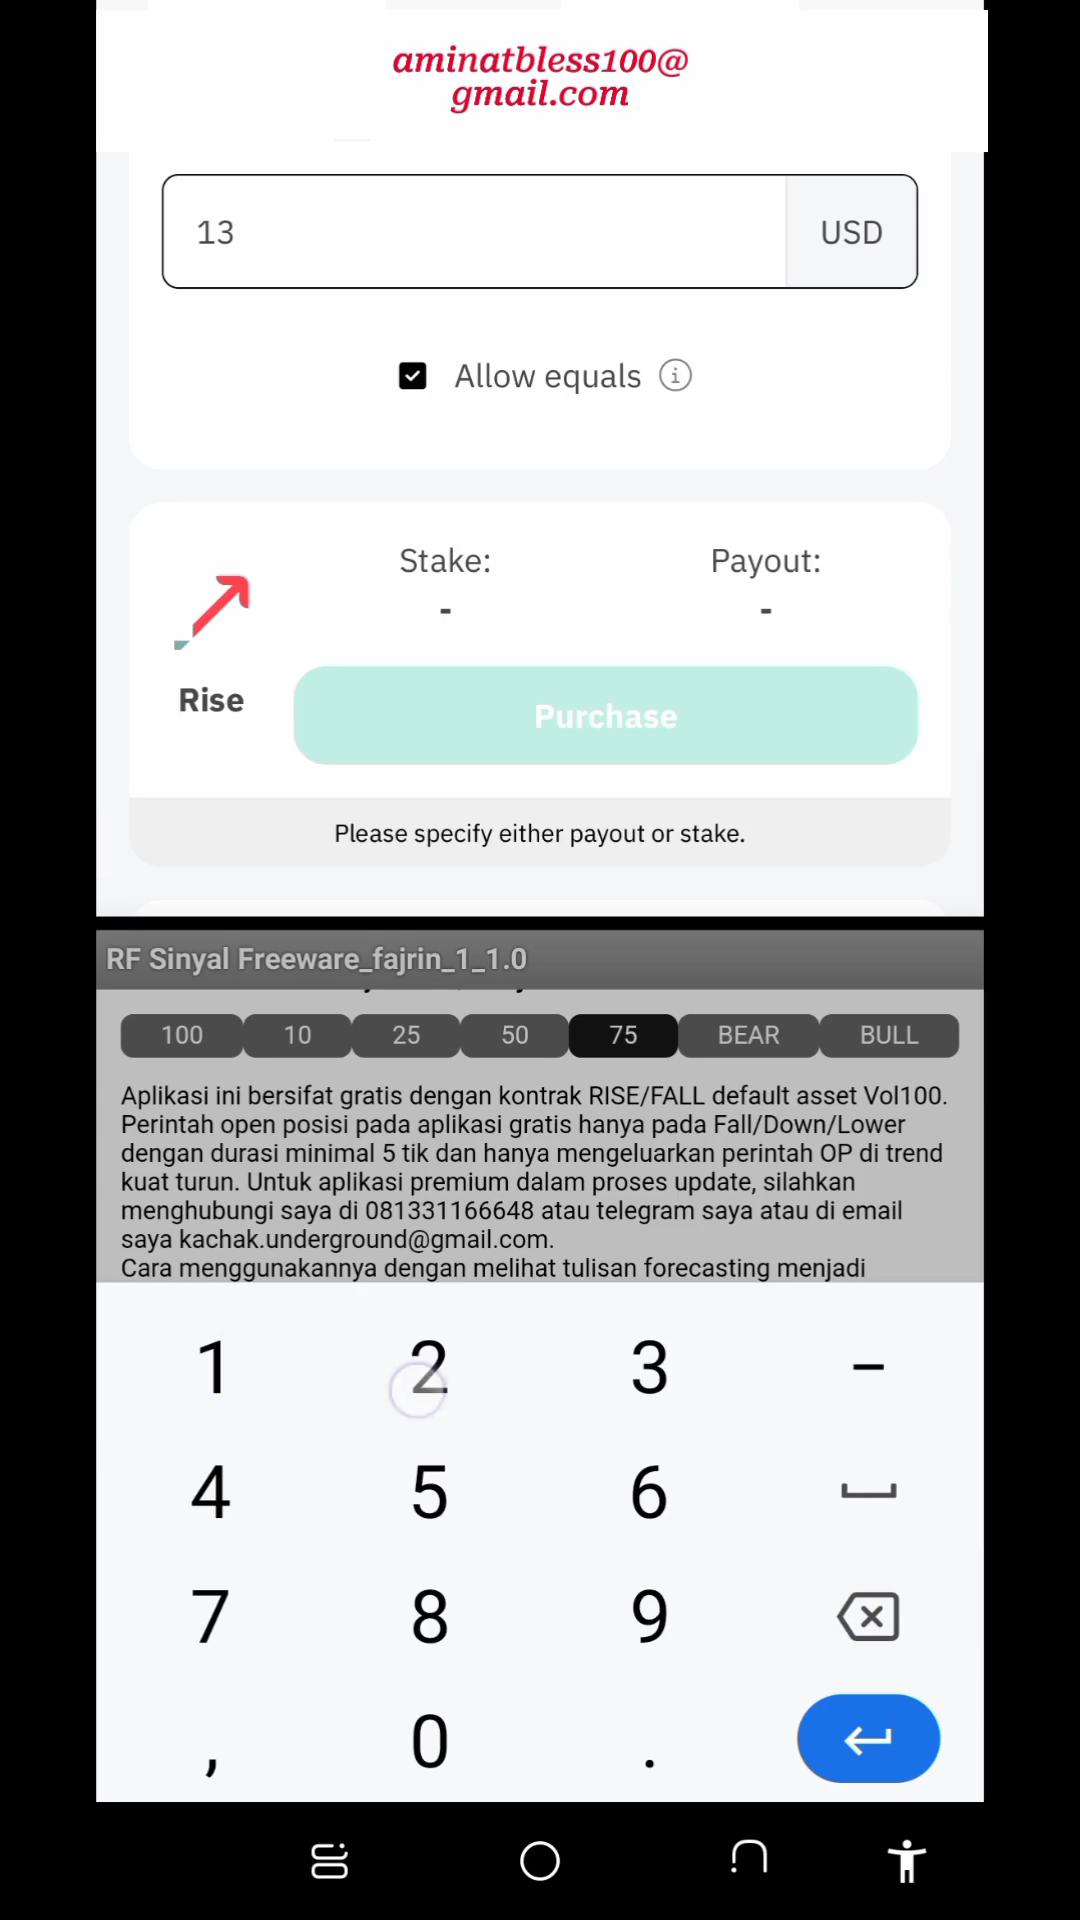 aminatbless100@
gmail.com
13
USD
Allow equals
Stake:
Payout:
-
-
Rise
Purchase
Please specify either payout or stake.
RF Sinyal Freeware_fajrin_1_1.0
100
10
25
50
75
BEAR
BULL
Aplikasi ini bersifat gratis dengan kontrak RISE/FALL default asset Vol100.
Perintah open posisi pada aplikasi gratis hanya pada Fall/Down/Lower
dengan durasi minimal 5 tik dan hanya mengeluarkan perintah OP di trend
kuat turun. Untuk aplikasi premium dalam proses update, silahkan
menghubungi saya di 081331166648 atau telegram saya atau di email
saya kachak.underground@gmail.com.
Cara menggunakannya dengan melihat tulisan forecasting menjadi
1
2
3
-
4
5
6
7
8
9
,
0
.